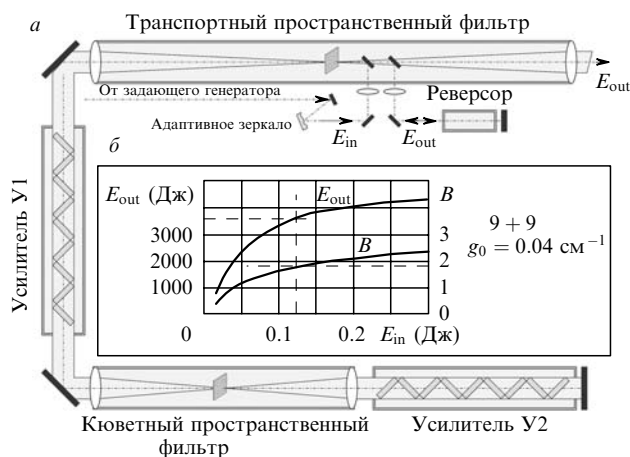 а
Транспортный пространственный фильтр
E_out
От задающего генератора
Реверсор
Адаптивное зеркало
E_in
E_out
Усилитель У1
б
E_out (Дж)
E_out
B
B
9 + 9
g_0 = 0.04 см^−1
3000
2000
1000
3
2
1
0
0
0.1
0.2
E_in (Дж)
Кюветный пространственный
фильтр
Усилитель У2